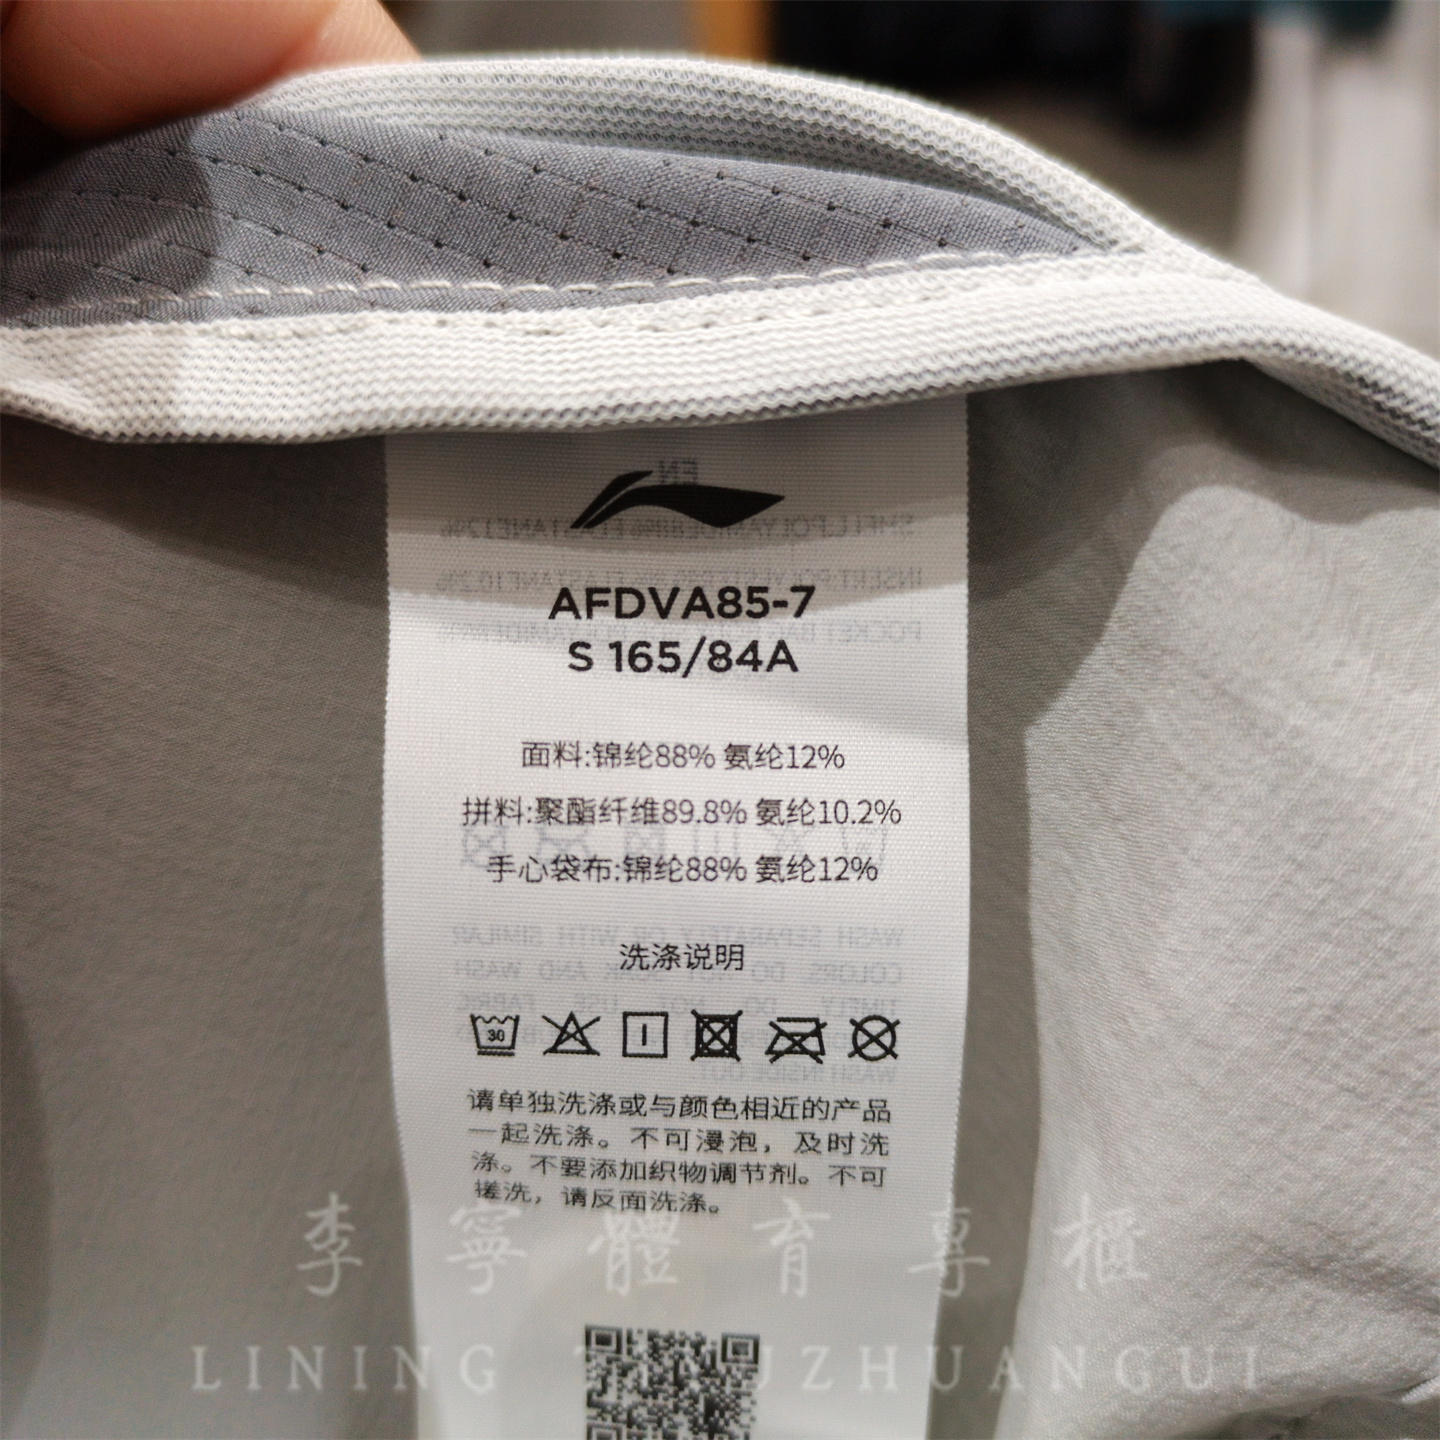 AFDVA85-7
S 165/84A
面料:锦纶88% 氨纶12%
拼料:聚酯纤维89.8% 氨纶10.2%
手心袋布:锦纶88% 氨纶12%
洗涤说明
30
请单独洗涤或与颜色相近的产品
一起洗涤。不可浸泡，及时洗
涤。不要添加织物调节剂。不可
搓洗，请反面洗涤。
李寧體育專櫃
LINING